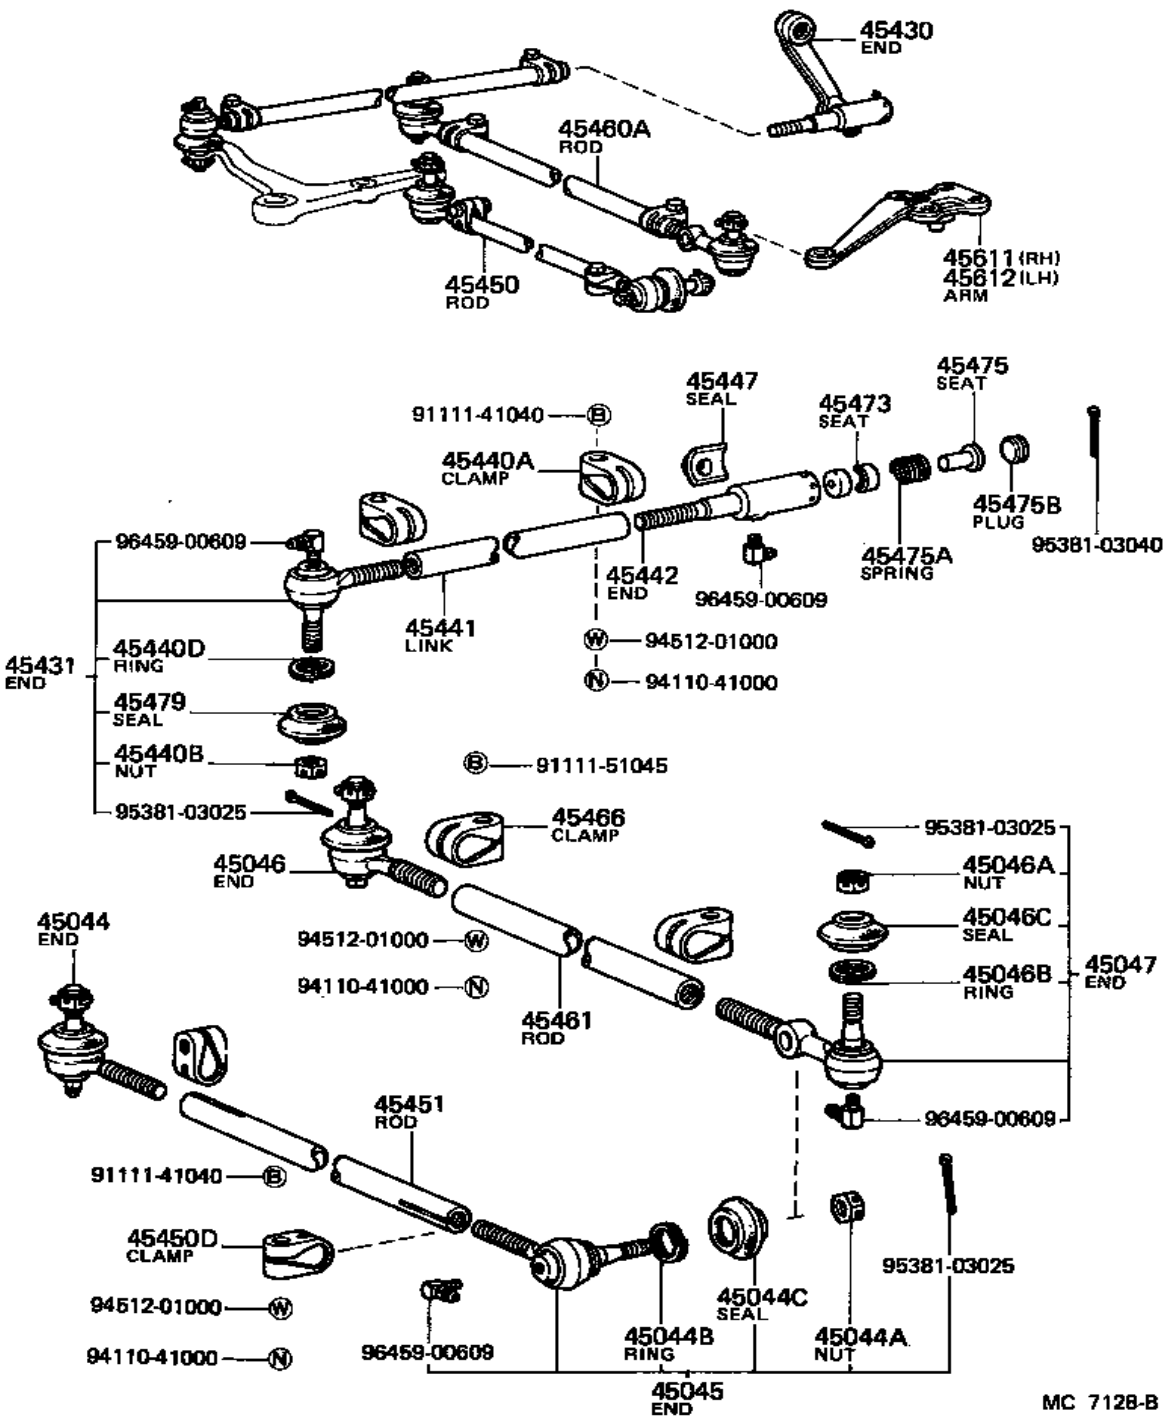 45430
END
45460A
ROD
45450
ROD
45611(RH)
45612(LH)
ARM
45475
SEAT
45447
SEAL
45473
SEAT
91111-41040
B
45440A
CLAMP
45475B
PLUG
95381-03040
96459-00609
45475A
SPRING
45442
END
96459-00609
45441
LINK
W
94512-01000
45440D
RING
45431
END
N
94110-41000
45479
SEAL
45440B
NUT
B
91111-51045
95381-03025
45466
CLAMP
95381-03025
45046
END
45046A
NUT
45044
END
45046C
SEAL
94512-01000
W
45047
END
45046B
RING
94110-41000
N
45461
ROD
45451
ROD
96459-00609
91111-41040
B
45450D
CLAMP
95381-03025
94512-01000
W
45044C
SEAL
45044B
RING
45044A
NUT
94110-41000
N
96459-00609
45045
END
MC 7128-B